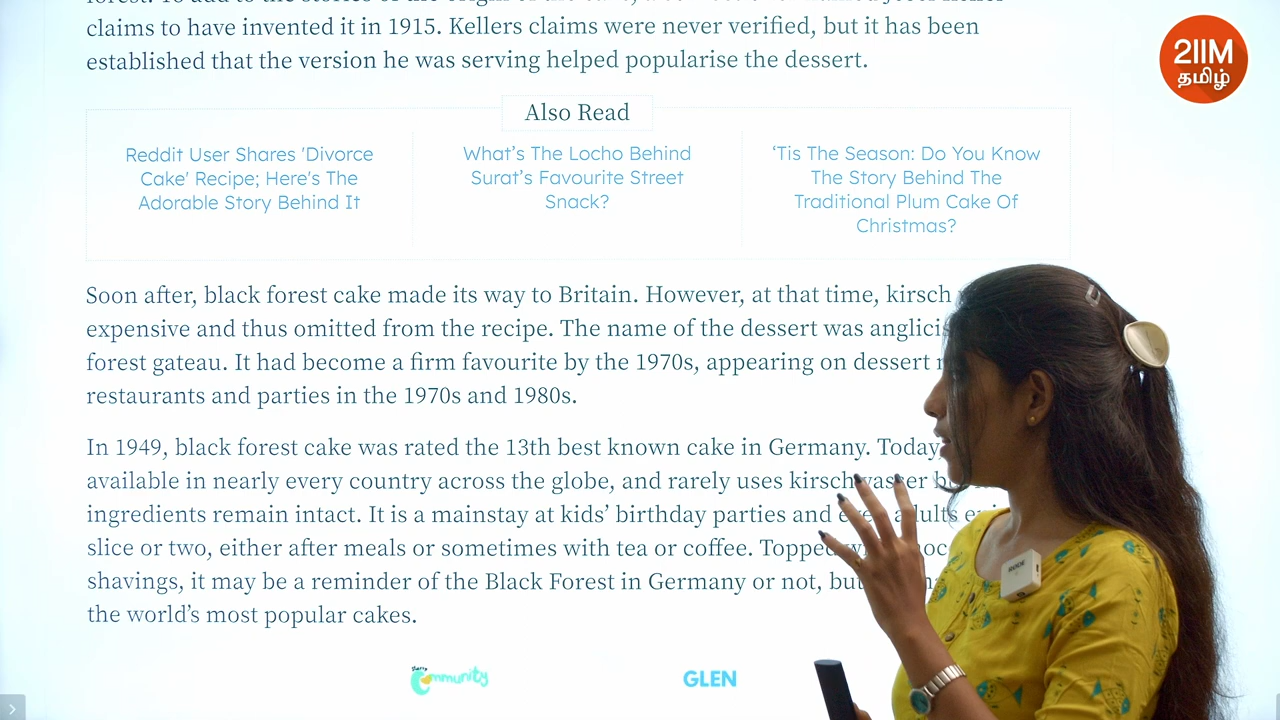 claims to have invented it in 1915. Kellers claims were never verified, but it has been
established that the version he was serving helped popularise the dessert.
2IIM
தமிழ்
Also Read
Reddit User Shares 'Divorce
Cake' Recipe; Here's The
Adorable Story Behind It
What's The Locho Behind
Surat's Favourite Street
Snack?
‘Tis The Season: Do You Know
The Story Behind The
Traditional Plum Cake Of
Christmas?
Soon after, black forest cake made its way to Britain. However, at that time, kirsch
expensive and thus omitted from the recipe. The name of the dessert was
forest gateau. It had become a firm favourite by the 1970s, appearing on dessert
restaurants and parties in the 1970s and 1980s.
In 1949, black forest cake was rated the 13th best known cake in Germany. Today,
available in nearly every country across the globe, and rarely uses kirschwasser
ingredients remain intact. It is a mainstay at kids’ birthday parties and even adults
slice or two, either after meals or sometimes with tea or coffee. Topped
shavings, it may be a reminder of the Black Forest in Germany or not, but
the world’s most popular cakes.
GLEN
RODE